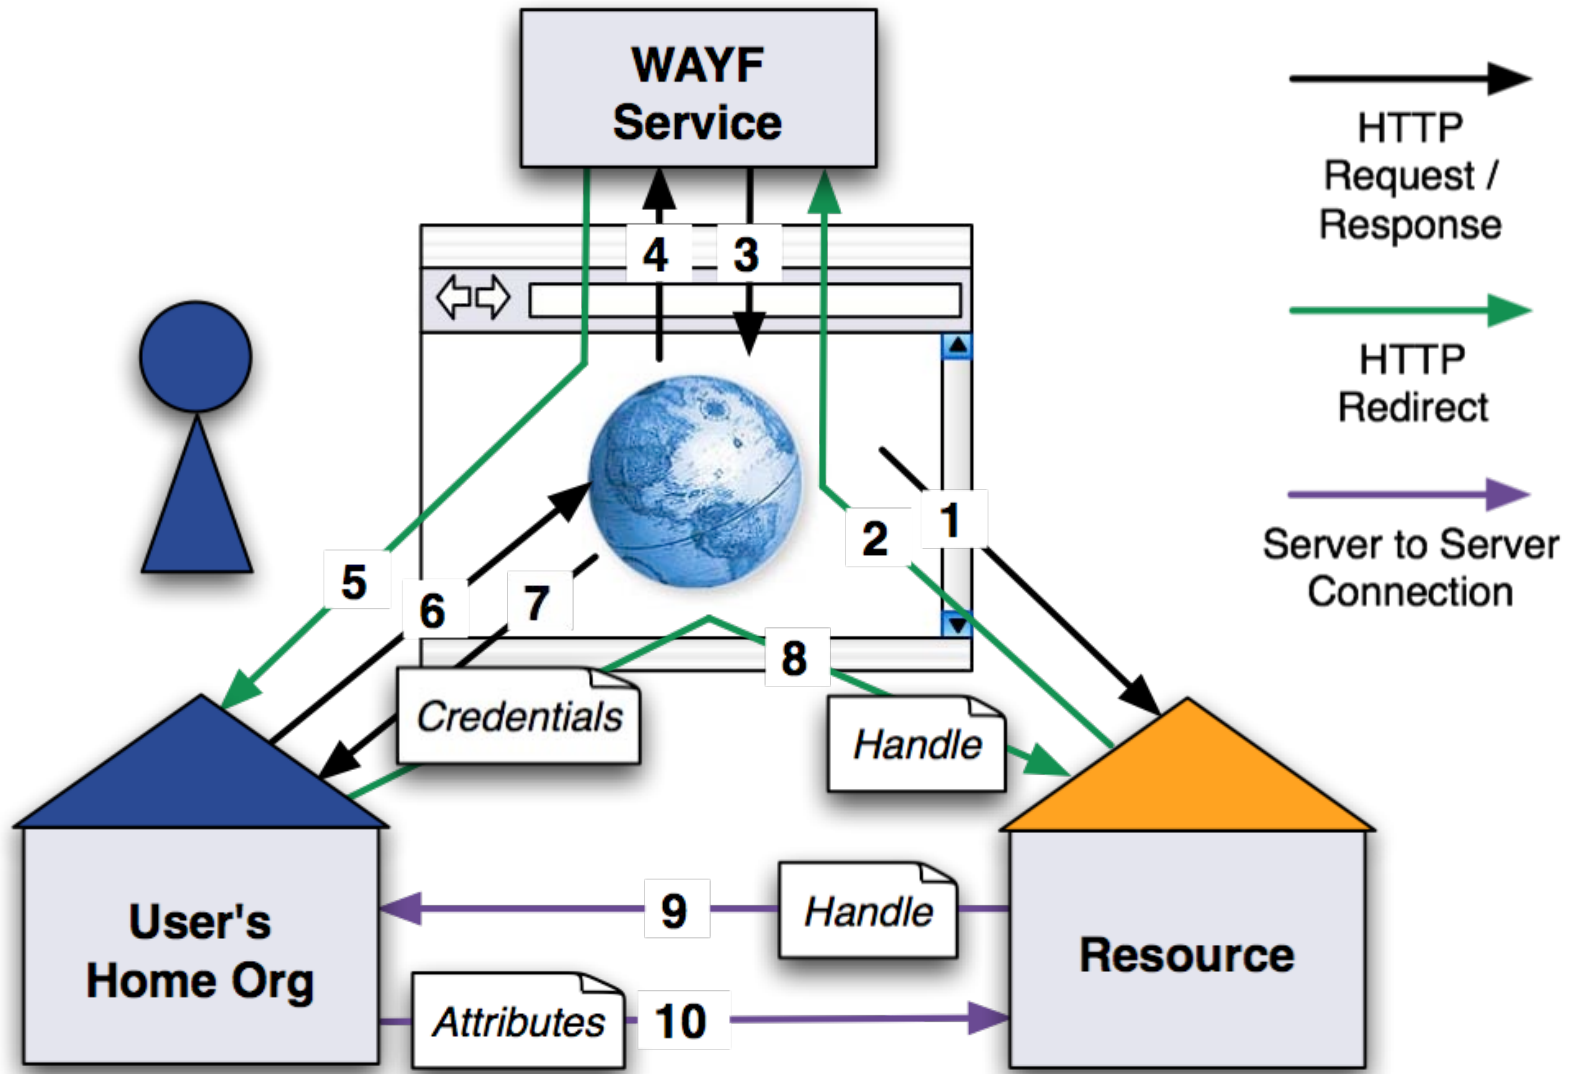 WAYF
Service
HTTP
Request /
Response
4
3
HTTP
Redirect
1
2
Server to Server
Connection
5
6
7
8
Credentials
Handle
9
Handle
User's
Home Org
Resource
Attributes
10